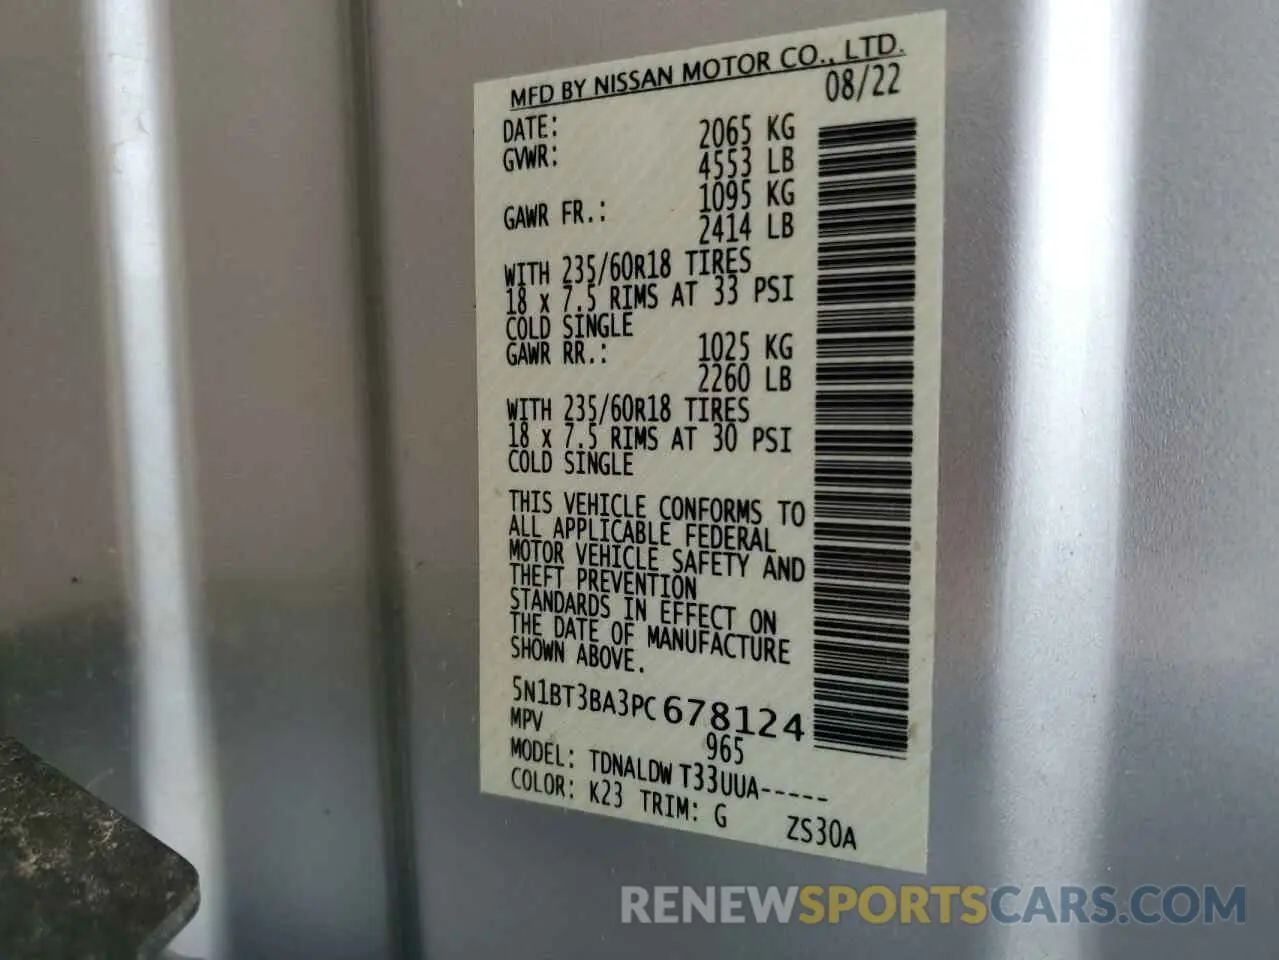 MFD BY NISSAN MOTOR CO., LTD.
DATE: 08/22
GVWR: 2065 KG
4553 LB
GAWR FR.: 1095 KG
2414 LB
WITH 235/60R18 TIRES
18 x 7.5 RIMS AT 33 PSI
COLD SINGLE
GAWR RR.: 1025 KG
2260 LB
WITH 235/60R18 TIRES
18 x 7.5 RIMS AT 30 PSI
COLD SINGLE
THIS VEHICLE CONFORMS TO
ALL APPLICABLE FEDERAL
MOTOR VEHICLE SAFETY AND
THEFT PREVENTION
STANDARDS IN EFFECT ON
THE DATE OF MANUFACTURE
SHOWN ABOVE.
5N1BT3BA3PC678124
MPV 965
MODEL: TDNALDW T33UUA-----
COLOR: K23 TRIM: G ZS30A
RENEWSPORTSCARS.COM